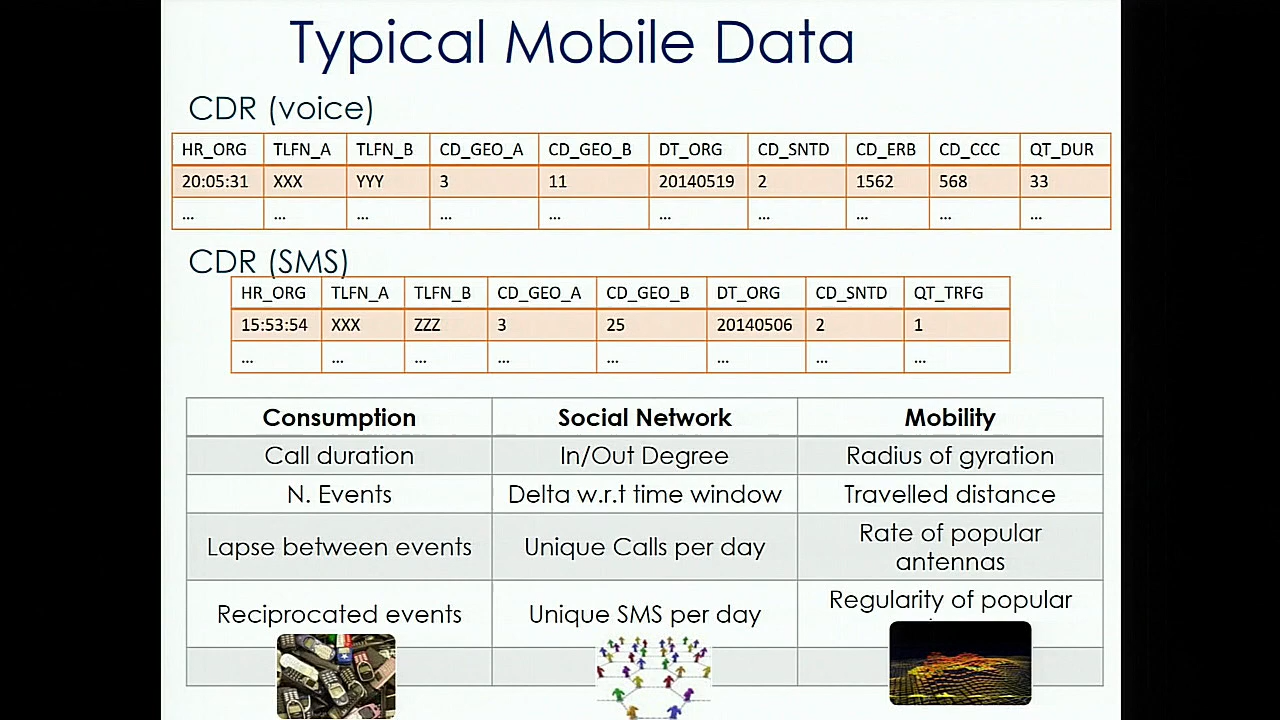 Typical Mobile Data
CDR (voice)
HR_ORG TLFN_A TLFN_B CD_GEO_A CD_GEO_B DT_ORG CD_SNTD CD_ERB CD_CCC QT_DUR
20:05:31 XXX YYY 3 11 20140519 2 1562 568 33
... ... ... ... ... ... ... ... ... ...
CDR (SMS)
HR_ORG TLFN_A TLFN_B CD_GEO_A CD_GEO_B DT_ORG CD_SNTD QT_TRFG
15:53:54 XXX ZZZ 3 25 20140506 2 1
... ... ... ... ... ... ... ...
Consumption Social Network Mobility
Call duration In/Out Degree Radius of gyration
N. Events Delta w.r.t time window Travelled distance
Lapse between events Unique Calls per day Rate of popular
antennas
Reciprocated events Unique SMS per day Regularity of popular